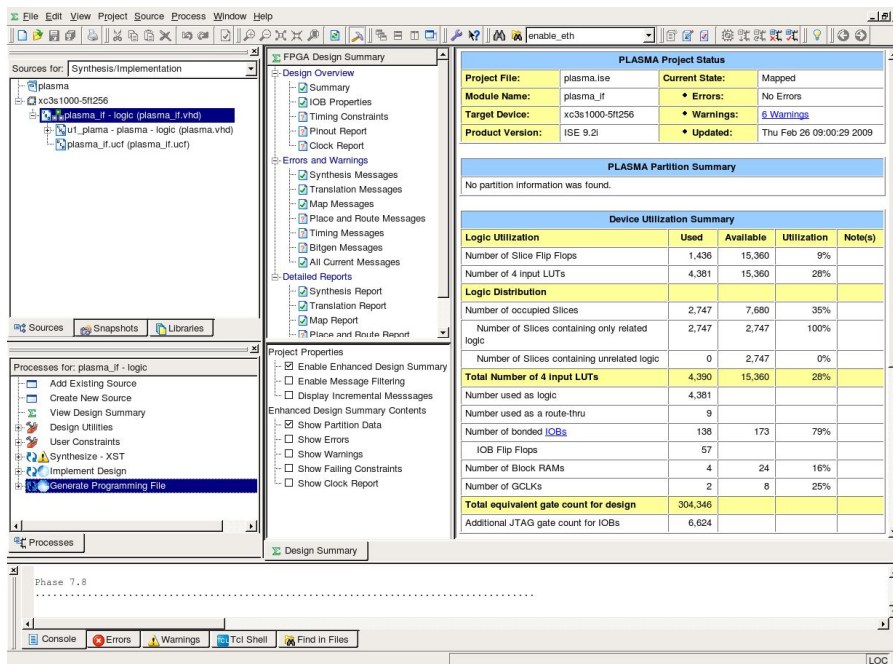 File Edit View Project Source Process Window Help
enable_eth
Sources for: Synthesis/Implementation
plasma
xc3s1000-5ft256
plasma_if - logic (plasma_if.vhd)
u1_plama - plasma - logic (plasma.vhd)
plasma_if.ucf (plasma_if.ucf)
Sources Snapshots Libraries
Processes for: plasma_if - logic
Add Existing Source
Create New Source
View Design Summary
Design Utilities
User Constraints
Synthesize - XST
Implement Design
Generate Programming File
Processes
FPGA Design Summary
Design Overview
Summary
IOB Properties
Timing Constraints
Pinout Report
Clock Report
Errors and Warnings
Synthesis Messages
Translation Messages
Map Messages
Place and Route Messages
Timing Messages
Bitgen Messages
All Current Messages
Detailed Reports
Synthesis Report
Translation Report
Map Report
Place and Route Report
Project Properties
Enable Enhanced Design Summary
Enable Message Filtering
Display Incremental Messsages
Enhanced Design Summary Contents
Show Partition Data
Show Errors
Show Warnings
Show Failing Constraints
Show Clock Report
Design Summary
PLASMA Project Status
Project File: plasma.ise Current State: Mapped
Module Name: plasma_if • Errors: No Errors
Target Device: xc3s1000-5ft256 • Warnings: 6 Warnings
Product Version: ISE 9.2i • Updated: Thu Feb 26 09:00:29 2009
PLASMA Partition Summary
No partition information was found.
Device Utilization Summary
Logic Utilization Used Available Utilization Note(s)
Number of Slice Flip Flops 1,436 15,360 9%
Number of 4 input LUTs 4,381 15,360 28%
Logic Distribution
Number of occupied Slices 2,747 7,680 35%
Number of Slices containing only related
logic 2,747 2,747 100%
Number of Slices containing unrelated logic 0 2,747 0%
Total Number of 4 input LUTs 4,390 15,360 28%
Number used as logic 4,381
Number used as a route-thru 9
Number of bonded IOBs 138 173 79%
IOB Flip Flops 57
Number of Block RAMs 4 24 16%
Number of GCLKs 2 8 25%
Total equivalent gate count for design 304,346
Additional JTAG gate count for IOBs 6,624
Phase 7.8
....................................................................................
Console Errors Warnings Tcl Shell Find in Files
LOC